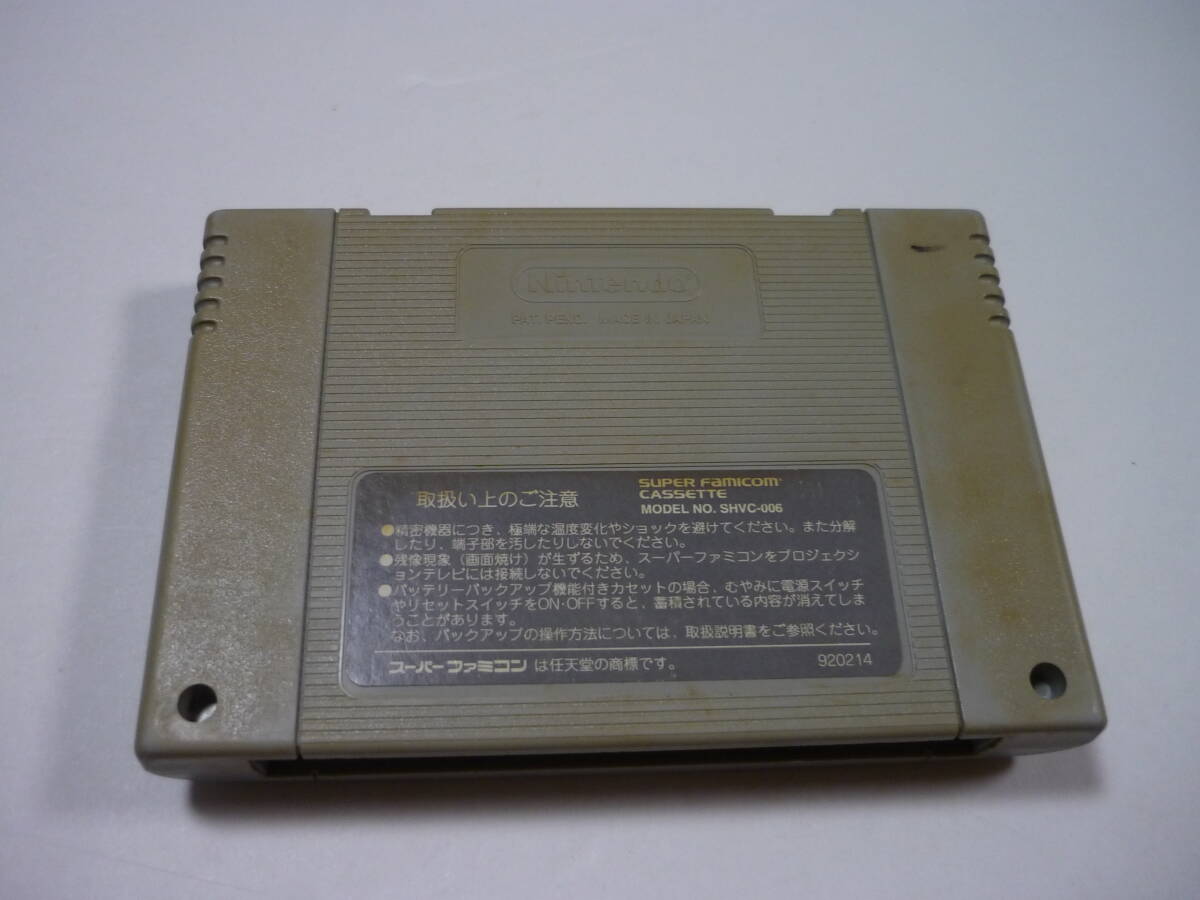 Nintendo
PAT. PEND. MADE IN JAPAN
取扱い上のご注意
SUPER FAMICOM
CASSETTE
MODEL NO. SHVC-006
●精密機器につき、極端な温度変化やショックを避けてください。また分解
したり、端子部を汚したりしないでください。
●残像現象（画面焼け）が生ずるため、スーパーファミコンをプロジェクシ
ョンテレビには接続しないでください。
●バッテリーバックアップ機能付きカセットの場合、むやみに電源スイッチ
やリセットスイッチをON・OFFすると、蓄積されている内容が消えてしま
うことがあります。
なお、バックアップの操作方法については、取扱説明書をご参照ください。
スーパーファミコン は任天堂の商標です。
920214